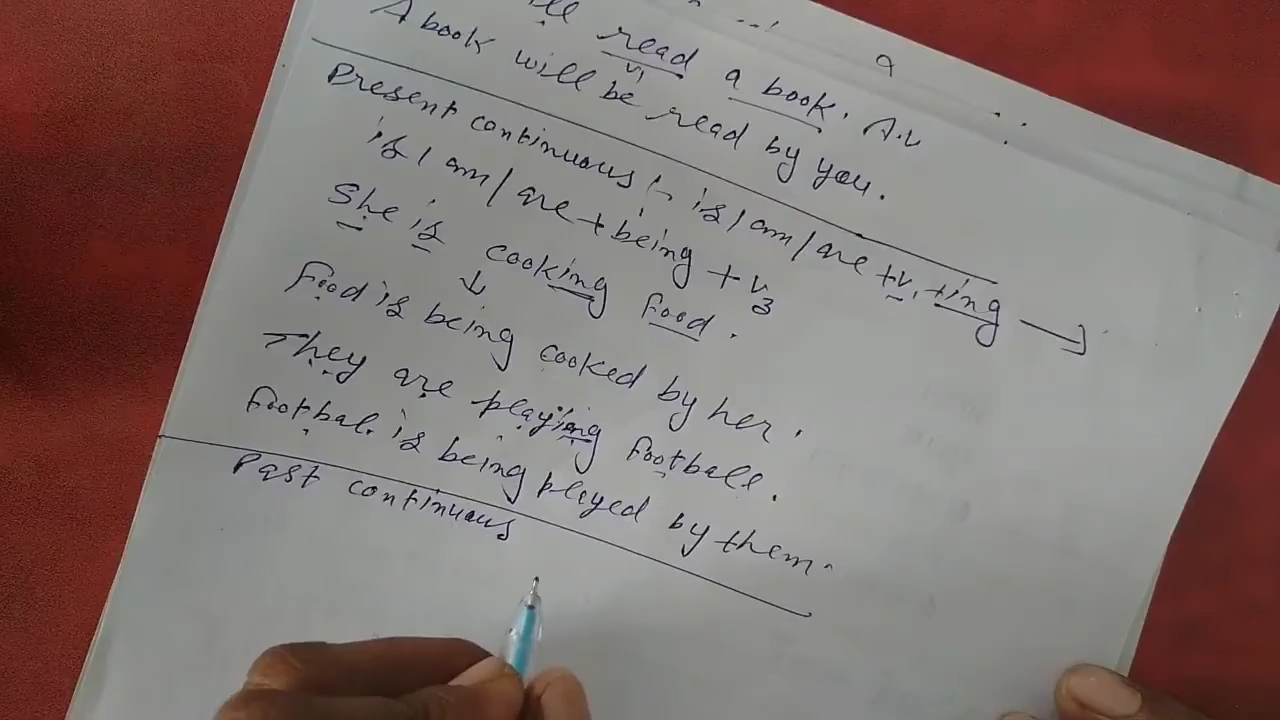 read a book. A.V
V1
A book will be read by you.
Present continuous :- is/am/are +V1+ing →
is/am/are+being+V3
She is cooking food.
↓
Food is being cooked by her.
They are playing football.
Football is being played by them.
Past continuous